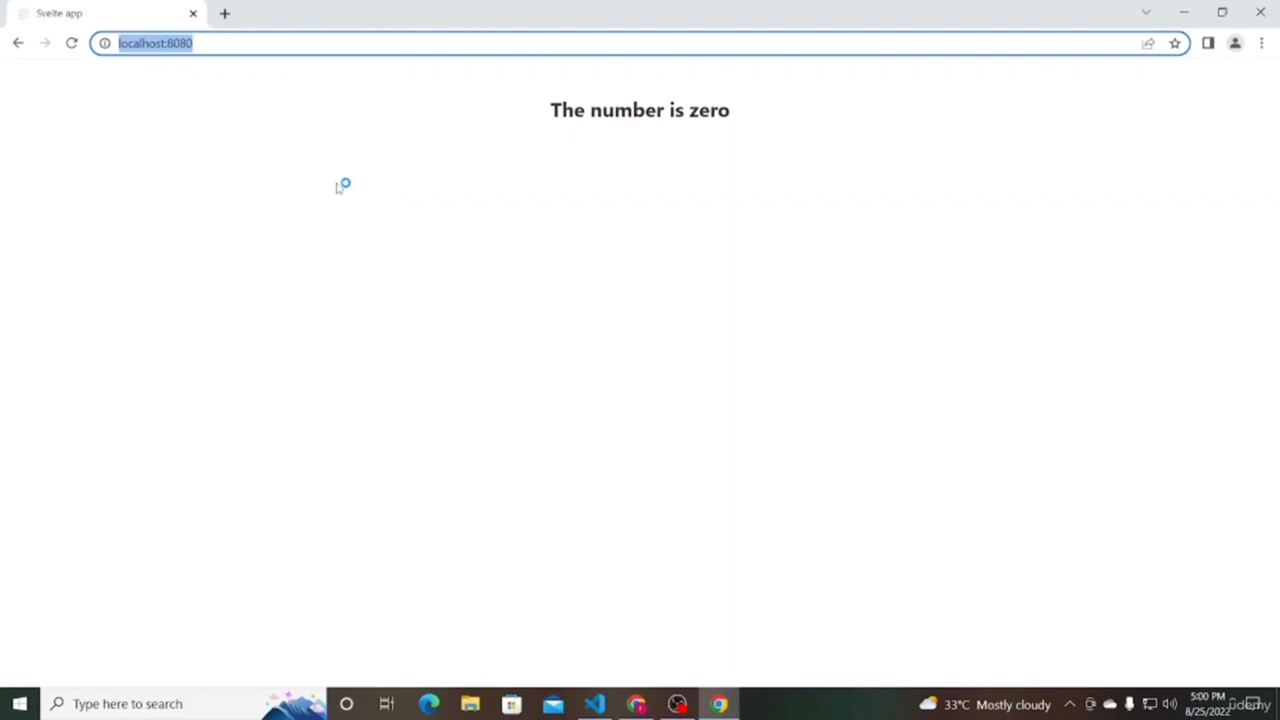 Svelte app
localhost:8080
The number is zero
Type here to search
33°C Mostly cloudy
5:00 PM
8/25/2022
ûdemy